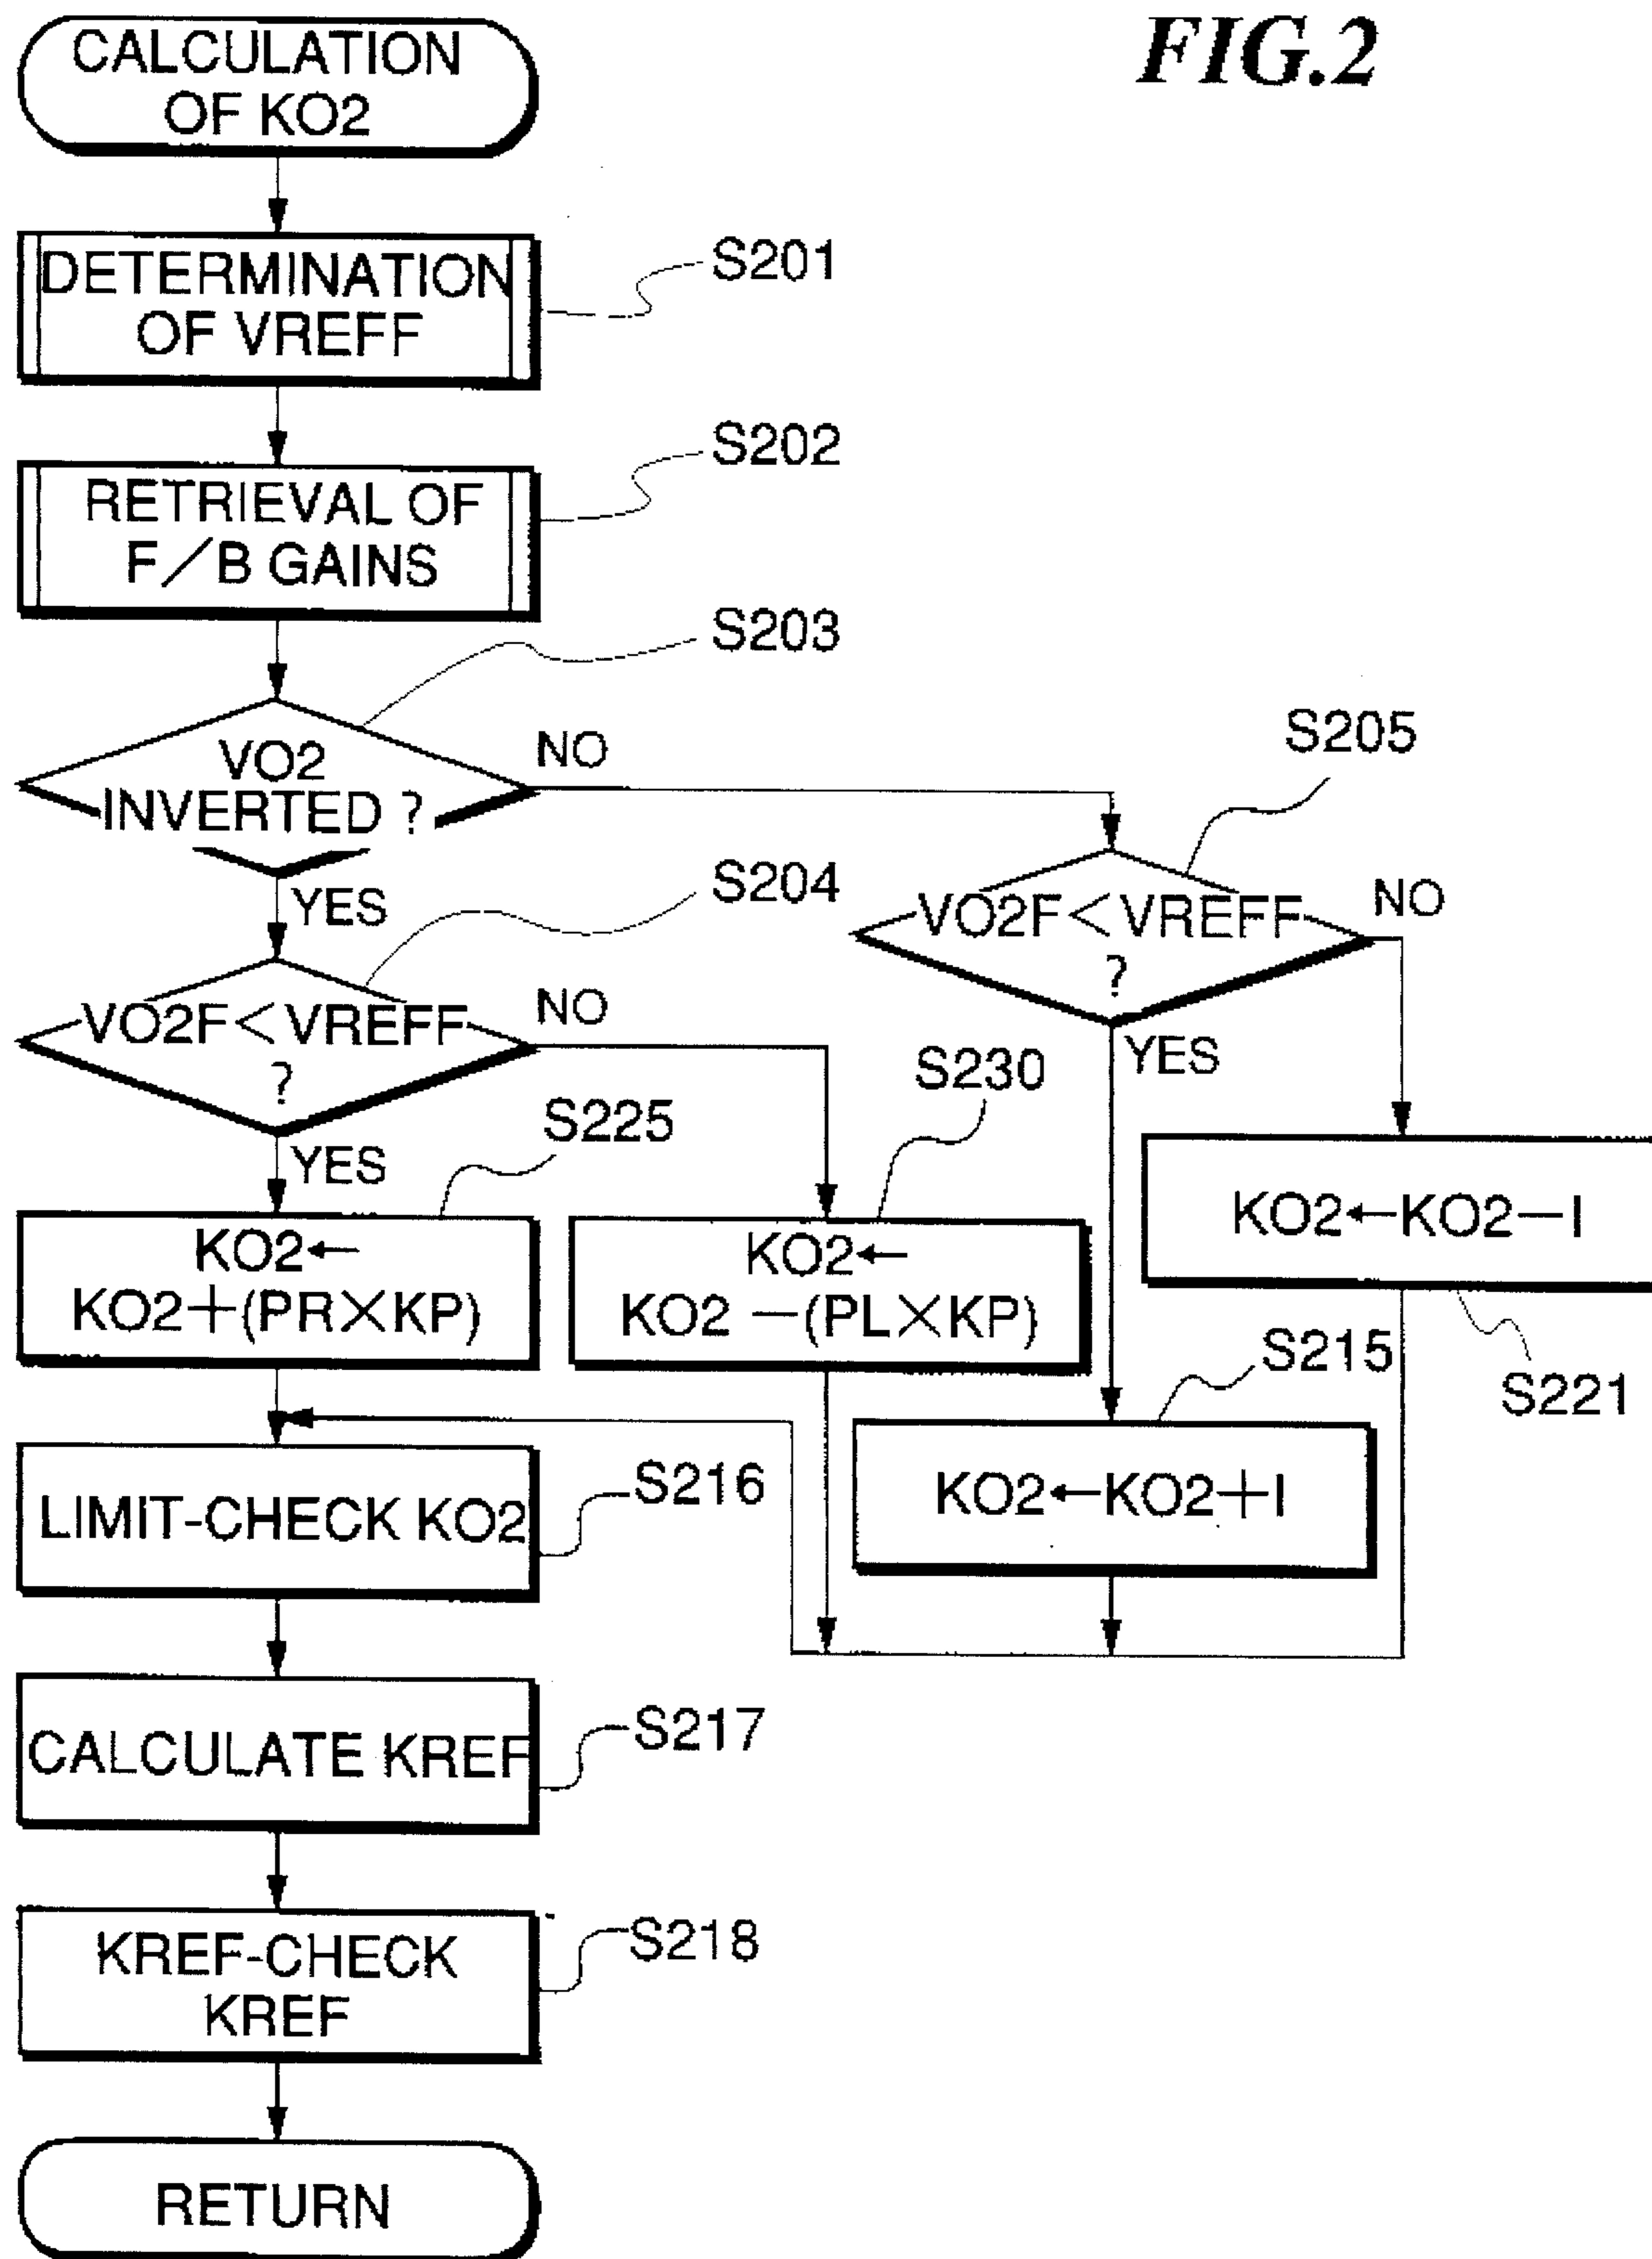 FIG.2
CALCULATION
OF KO2
DETERMINATION
OF VREFF
S201
RETRIEVAL OF
F/B GAINS
S202
S203
VO2
INVERTED ?
NO
YES
S204
VO2F<VREFF
?
NO
YES
S205
VO2F<VREFF
?
NO
YES
S225
KO2←
KO2+(PR×KP)
S230
KO2←
KO2 −(PL×KP)
KO2←KO2−I
S221
S215
KO2←KO2+I
LIMIT-CHECK KO2
S216
CALCULATE KREF
S217
KREF-CHECK
KREF
S218
RETURN